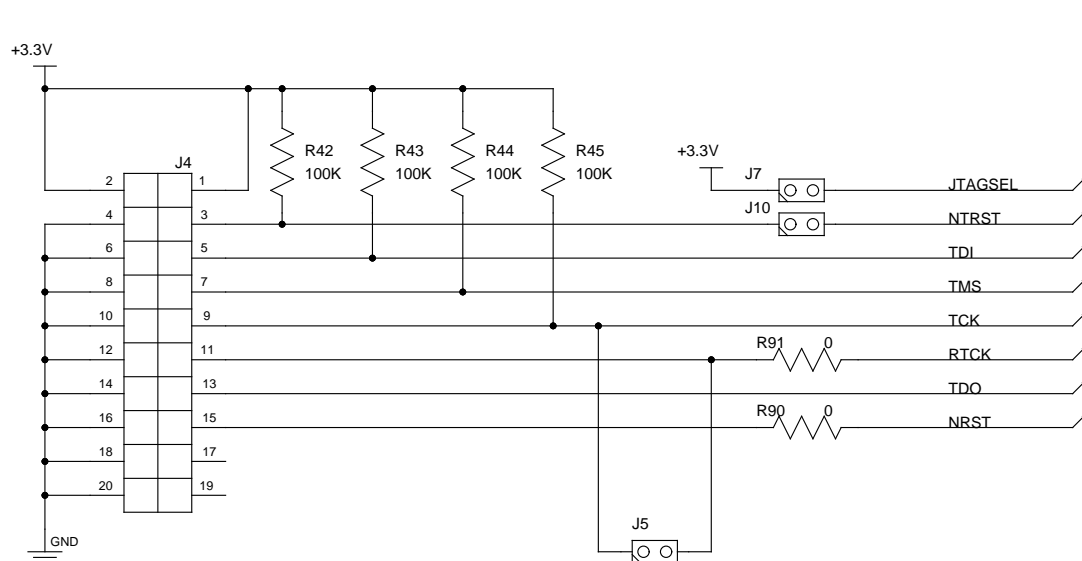 +3.3V
R42
100K
R43
100K
R44
100K
R45
100K
+3.3V
J4
J7
2 1 JTAGSEL
J10
4 3 NTRST
6 5 TDI
8 7 TMS
10 9 TCK
R91 0
12 11 RTCK
14 13 TDO
R90 0
16 15 NRST
18 17
20 19
J5
GND